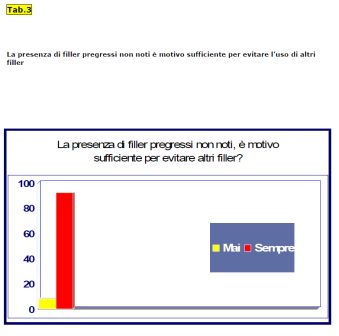 Tab.3
La presenza di filler pregressi non noti è motivo sufficiente per evitare l'uso di altri
filler
La presenza di filler pregressi non noti, è motivo
sufficiente per evitare altri filler?
100
80
60
40
20
0
Mai Sempre